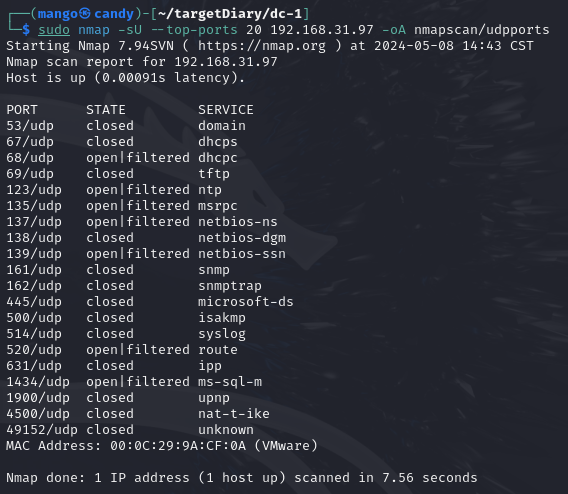 ┌──(mango㉿candy)-[~/targetDiary/dc-1]
└─$ sudo nmap -sU --top-ports 20 192.168.31.97 -oA nmapscan/udpports
Starting Nmap 7.94SVN ( https://nmap.org ) at 2024-05-08 14:43 CST
Nmap scan report for 192.168.31.97
Host is up (0.00091s latency).

PORT      STATE         SERVICE
53/udp    closed        domain
67/udp    closed        dhcps
68/udp    open|filtered dhcpc
69/udp    closed        tftp
123/udp   open|filtered ntp
135/udp   open|filtered msrpc
137/udp   open|filtered netbios-ns
138/udp   closed        netbios-dgm
139/udp   open|filtered netbios-ssn
161/udp   closed        snmp
162/udp   closed        snmptrap
445/udp   closed        microsoft-ds
500/udp   closed        isakmp
514/udp   closed        syslog
520/udp   open|filtered route
631/udp   closed        ipp
1434/udp  open|filtered ms-sql-m
1900/udp  closed        upnp
4500/udp  closed        nat-t-ike
49152/udp closed        unknown
MAC Address: 00:0C:29:9A:CF:0A (VMware)

Nmap done: 1 IP address (1 host up) scanned in 7.56 seconds